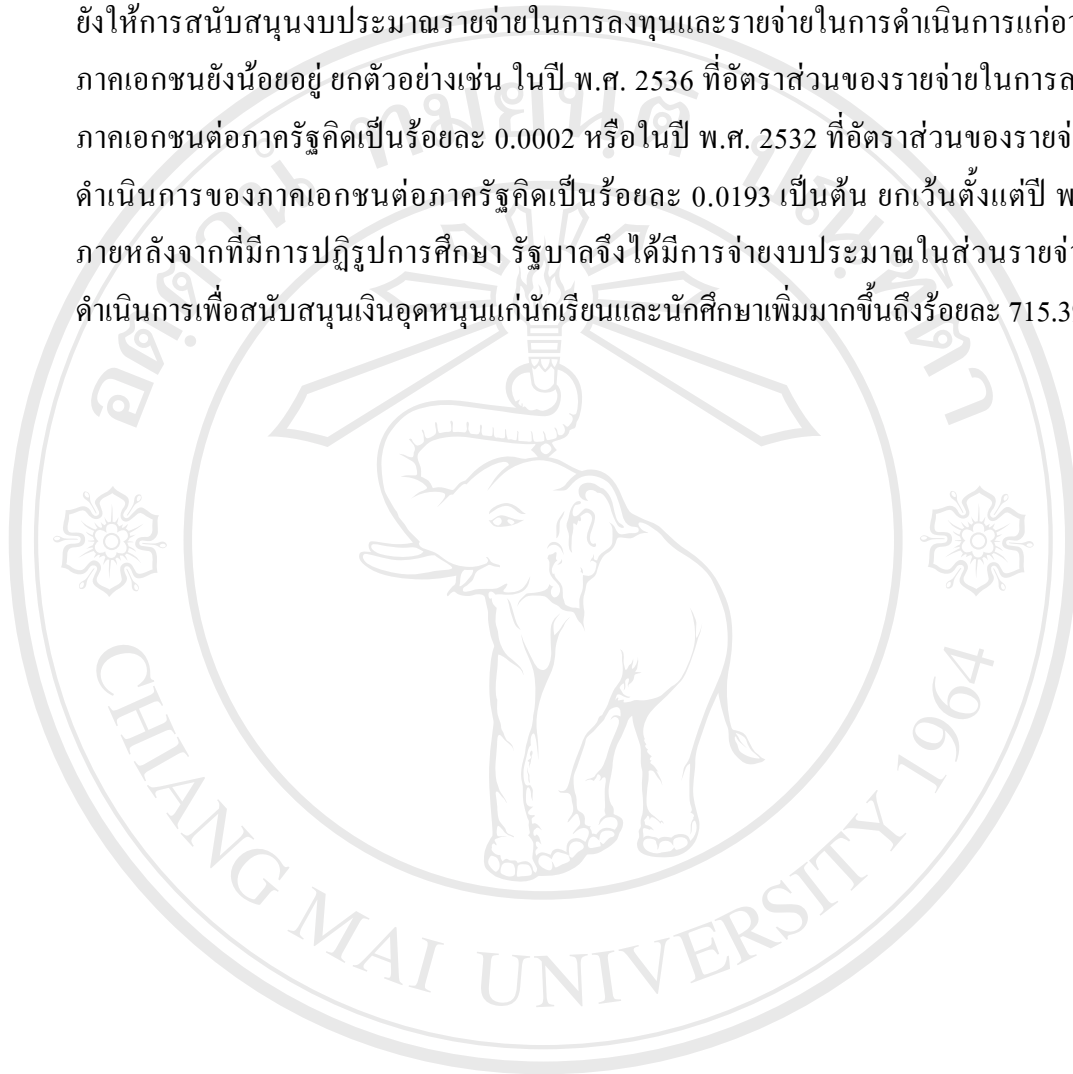 ยังให้การสนับสนุนงบประมาณรายจ่ายในการลงทุนและรายจ่ายในการดำเนินการแก่
ภาคเอกชนยังน้อยอยู่ ยกตัวอย่างเช่น ในปี พ.ศ. 2536 ที่อัตราส่วนของรายจ่ายในการ
ภาคเอกชนต่อภาครัฐคิดเป็นร้อยละ 0.0002 หรือในปี พ.ศ. 2532 ที่อัตราส่วนของ
ดำเนินการของภาคเอกชนต่อภาครัฐคิดเป็นร้อยละ 0.0193 เป็นต้น ยกเว้นตั้งแต่ปี
ภายหลังจากที่มีการปฏิรูปการศึกษา รัฐบาลจึงได้มีการจ่ายงบประมาณในส่วน
ดำเนินการเพื่อสนับสนุนเงินอุดหนุนแก่นักเรียนและนักศึกษาเพิ่มมากขึ้นถึงร้อยละ
อตฺตานํ ทมยนฺติ ปณฺฑิตา
CHIANG MAI UNIVERSITY 1964